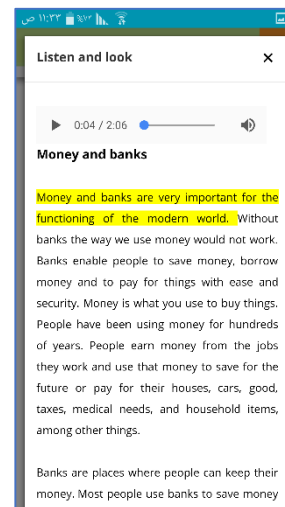 ص ١١:٣٣ ٪٧٣
Listen and look ×
0:04 / 2:06
Money and banks
Money and banks are very important for the
functioning of the modern world. Without
banks the way we use money would not work.
Banks enable people to save money, borrow
money and to pay for things with ease and
security. Money is what you use to buy things.
People have been using money for hundreds
of years. People earn money from the jobs
they work and use that money to save for the
future or pay for their houses, cars, good,
taxes, medical needs, and household items,
among other things.
Banks are places where people can keep their
money. Most people use banks to save money